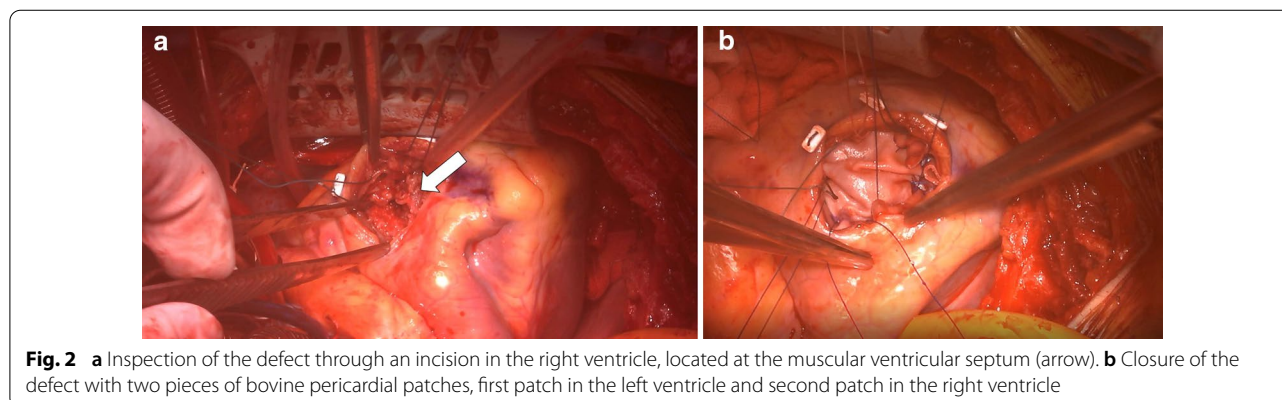 a
b
Fig. 2 a Inspection of the defect through an incision in the right ventricle, located at the muscular ventricular septum (arrow). b Closure of the
defect with two pieces of bovine pericardial patches, first patch in the left ventricle and second patch in the right ventricle